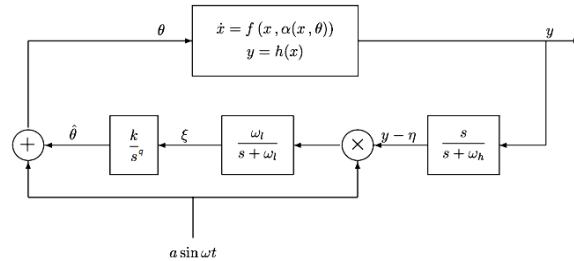 θ
ẋ = f (x , α(x , θ))
y = h(x)
y
+
θ̂
k
s^q
ξ
ω_l
s + ω_l
×
y − η
s
s + ω_h
a sin ωt